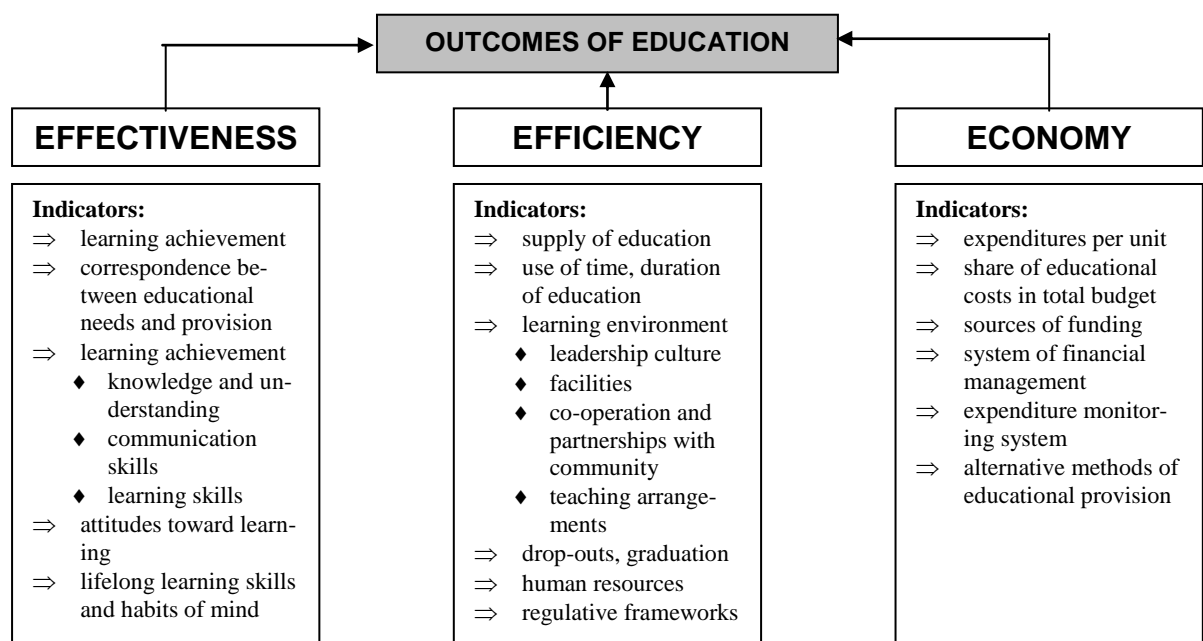 OUTCOMES OF EDUCATION
EFFECTIVENESS
Indicators:
⇒ learning achievement
⇒ correspondence be-
tween educational
needs and provision
⇒ learning achievement
♦ knowledge and un-
derstanding
♦ communication
skills
♦ learning skills
⇒ attitudes toward learn-
ing
⇒ lifelong learning skills
and habits of mind
EFFICIENCY
Indicators:
⇒ supply of education
⇒ use of time, duration
of education
⇒ learning environment
♦ leadership culture
♦ facilities
♦ co-operation and
partnerships with
community
♦ teaching arrange-
ments
⇒ drop-outs, graduation
⇒ human resources
⇒ regulative frameworks
ECONOMY
Indicators:
⇒ expenditures per unit
⇒ share of educational
costs in total budget
⇒ sources of funding
⇒ system of financial
management
⇒ expenditure monitor-
ing system
⇒ alternative methods of
educational provision